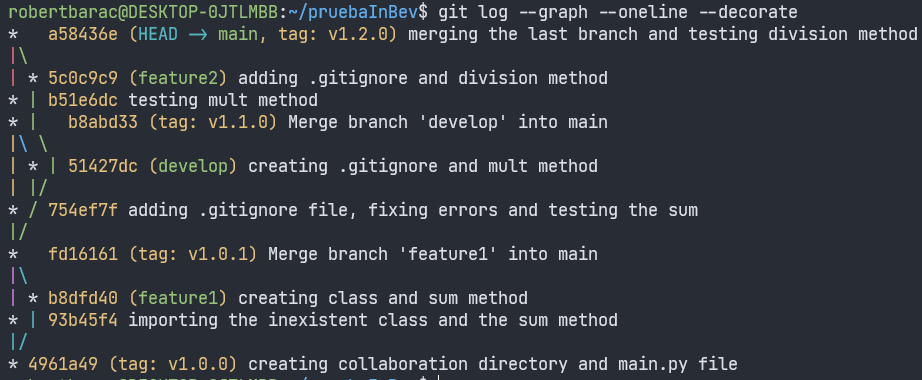 robertbarac@DESKTOP-0JTLMBB:~/pruebaInBev$ git log --graph --oneline --decorate
*   a58436e (HEAD -> main, tag: v1.2.0) merging the last branch and testing division method
|\
| * 5c0c9c9 (feature2) adding .gitignore and division method
* | b51e6dc testing mult method
* |   b8abd33 (tag: v1.1.0) Merge branch 'develop' into main
|\ \
| * | 51427dc (develop) creating .gitignore and mult method
| |/
* / 754ef7f adding .gitignore file, fixing errors and testing the sum
|/
*   fd16161 (tag: v1.0.1) Merge branch 'feature1' into main
|\
| * b8dfd40 (feature1) creating class and sum method
* | 93b45f4 importing the inexistent class and the sum method
|/
* 4961a49 (tag: v1.0.0) creating collaboration directory and main.py file